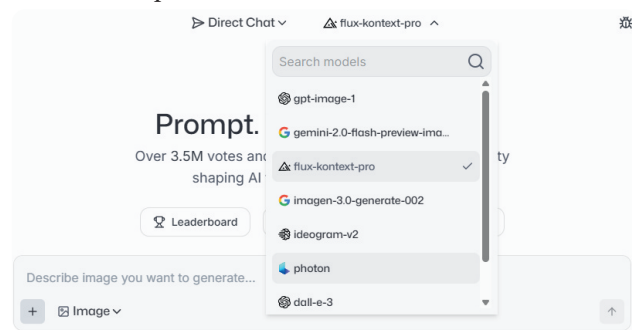 Direct Chat
flux-kontext-pro
Search models
gpt-image-1
Prompt.
gemini-2.0-flash-preview-ima...
Over 3.5M votes and
ty
flux-kontext-pro
shaping AI
imagen-3.0-generate-002
Leaderboard
ideogram-v2
photon
Describe image you want to generate...
dall-e-3
Image